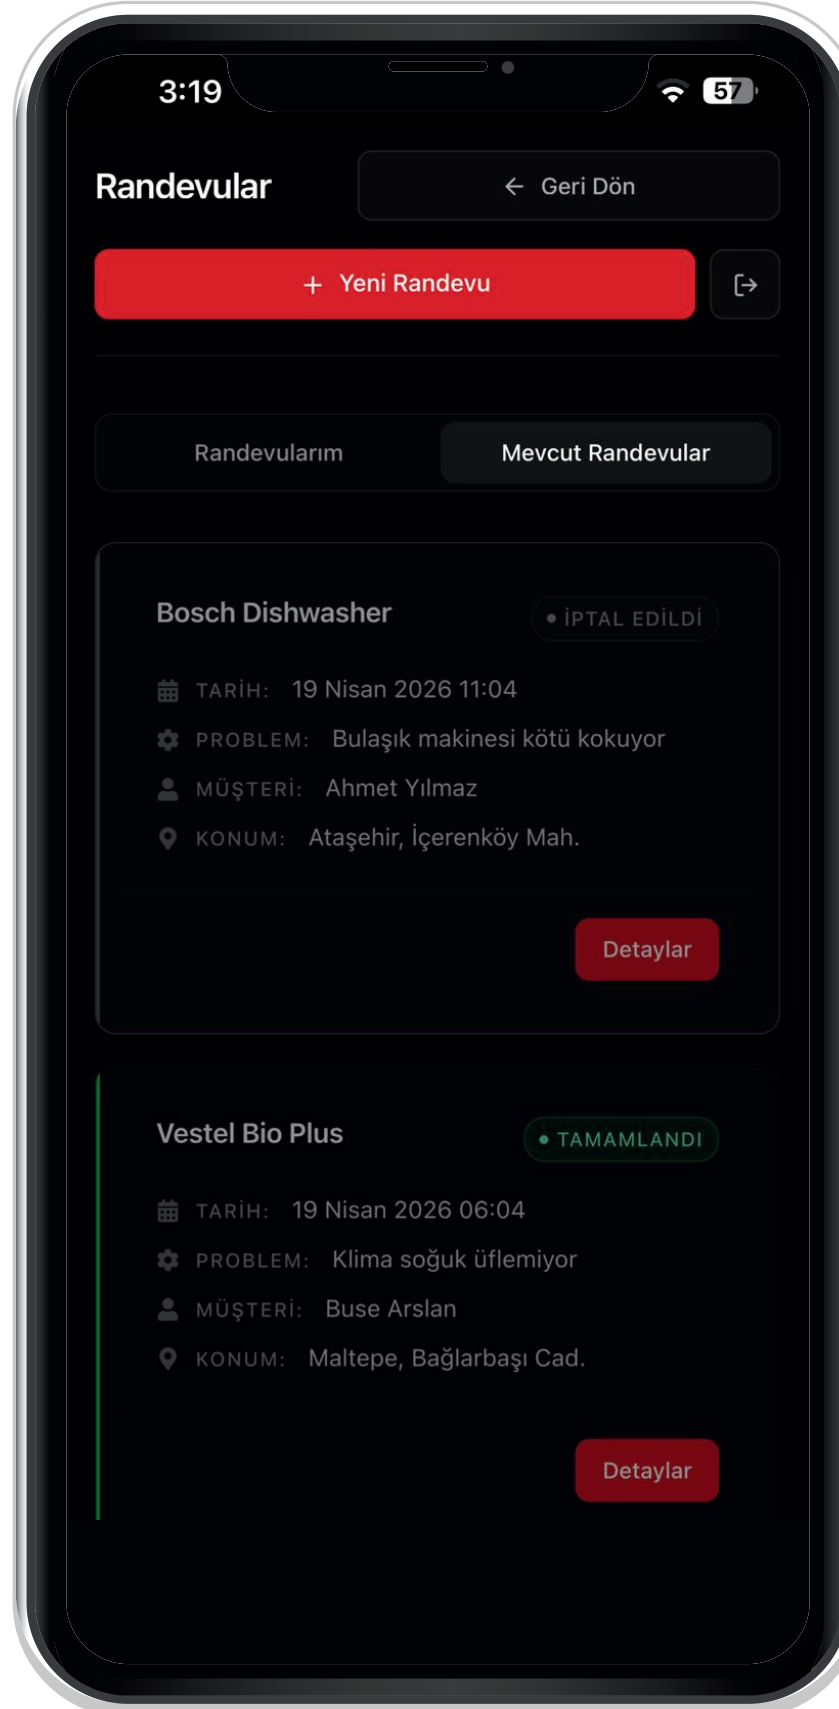 3:19
57
Randevular
← Geri Dön
+ Yeni Randevu
Randevularım
Mevcut Randevular
Bosch Dishwasher
• İPTAL EDİLDİ
TARİH: 19 Nisan 2026 11:04
PROBLEM: Bulaşık makinesi kötü kokuyor
MÜŞTERİ: Ahmet Yılmaz
KONUM: Ataşehir, İçerenköy Mah.
Detaylar
Vestel Bio Plus
• TAMAMLANDI
TARİH: 19 Nisan 2026 06:04
PROBLEM: Klima soğuk üflemiyor
MÜŞTERİ: Buse Arslan
KONUM: Maltepe, Bağlarbaşı Cad.
Detaylar